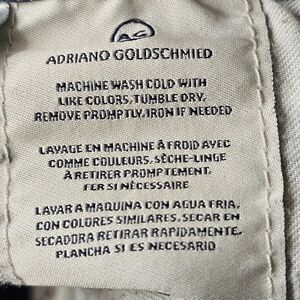 AG
ADRIANO GOLDSCHMIED
MACHINE WASH COLD WITH
LIKE COLORS, TUMBLE DRY,
REMOVE PROMPTLY, IRON IF NEEDED
LAVAGE EN MACHINE À FROID AVEC
COMME COULEURS. SÈCHE-LINGE
À RETIRER PROMPTEMENT.
FER SI NÉCESSAIRE
LAVAR A MAQUINA CON AGUA FRIA,
CON COLORES SIMILARES. SECAR EN
SECADORA RETIRAR RAPIDAMENTE.
PLANCHA SI ES NECESARIO